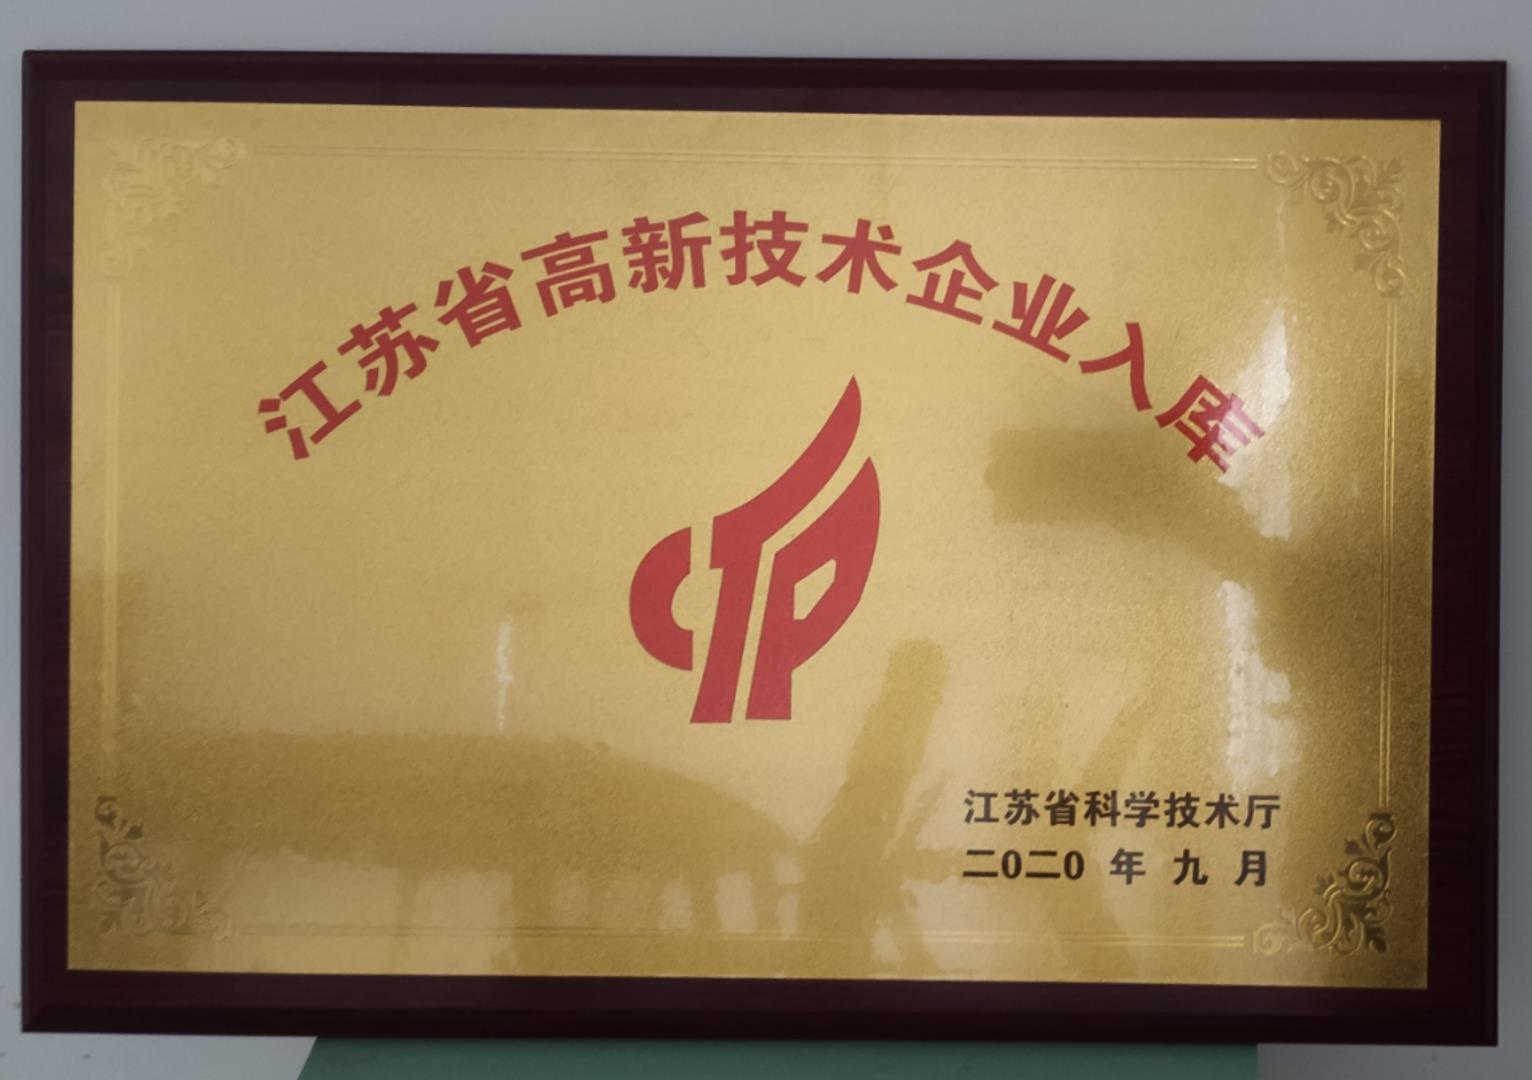 江苏省高新技术企业入库
江苏省科学技术厅
二0二0 年 九 月